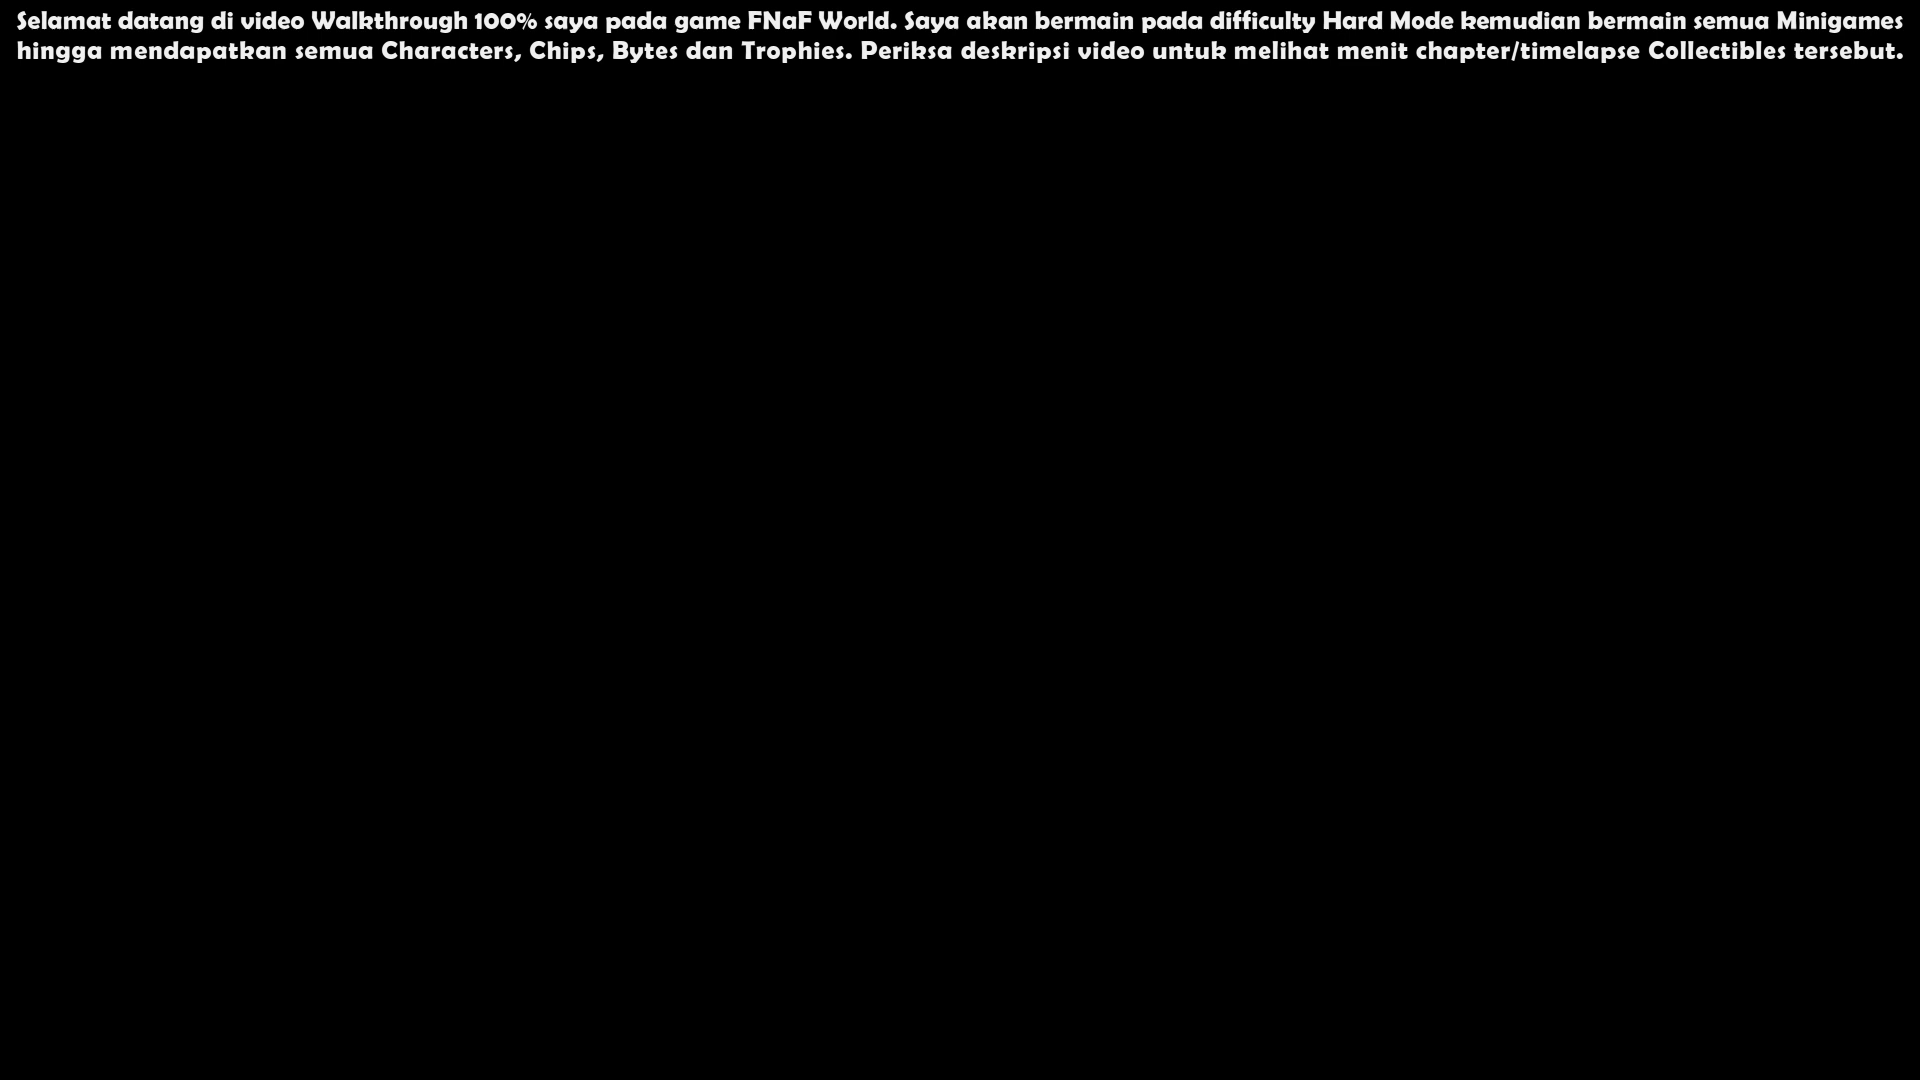 Selamat datang di video Walkthrough 100% saya pada game FNaF World. Saya akan bermain pada difficulty Hard Mode kemudian bermain semua Minigames
hingga mendapatkan semua Characters, Chips, Bytes dan Trophies. Periksa deskripsi video untuk melihat menit chapter/timelapse Collectibles tersebut.